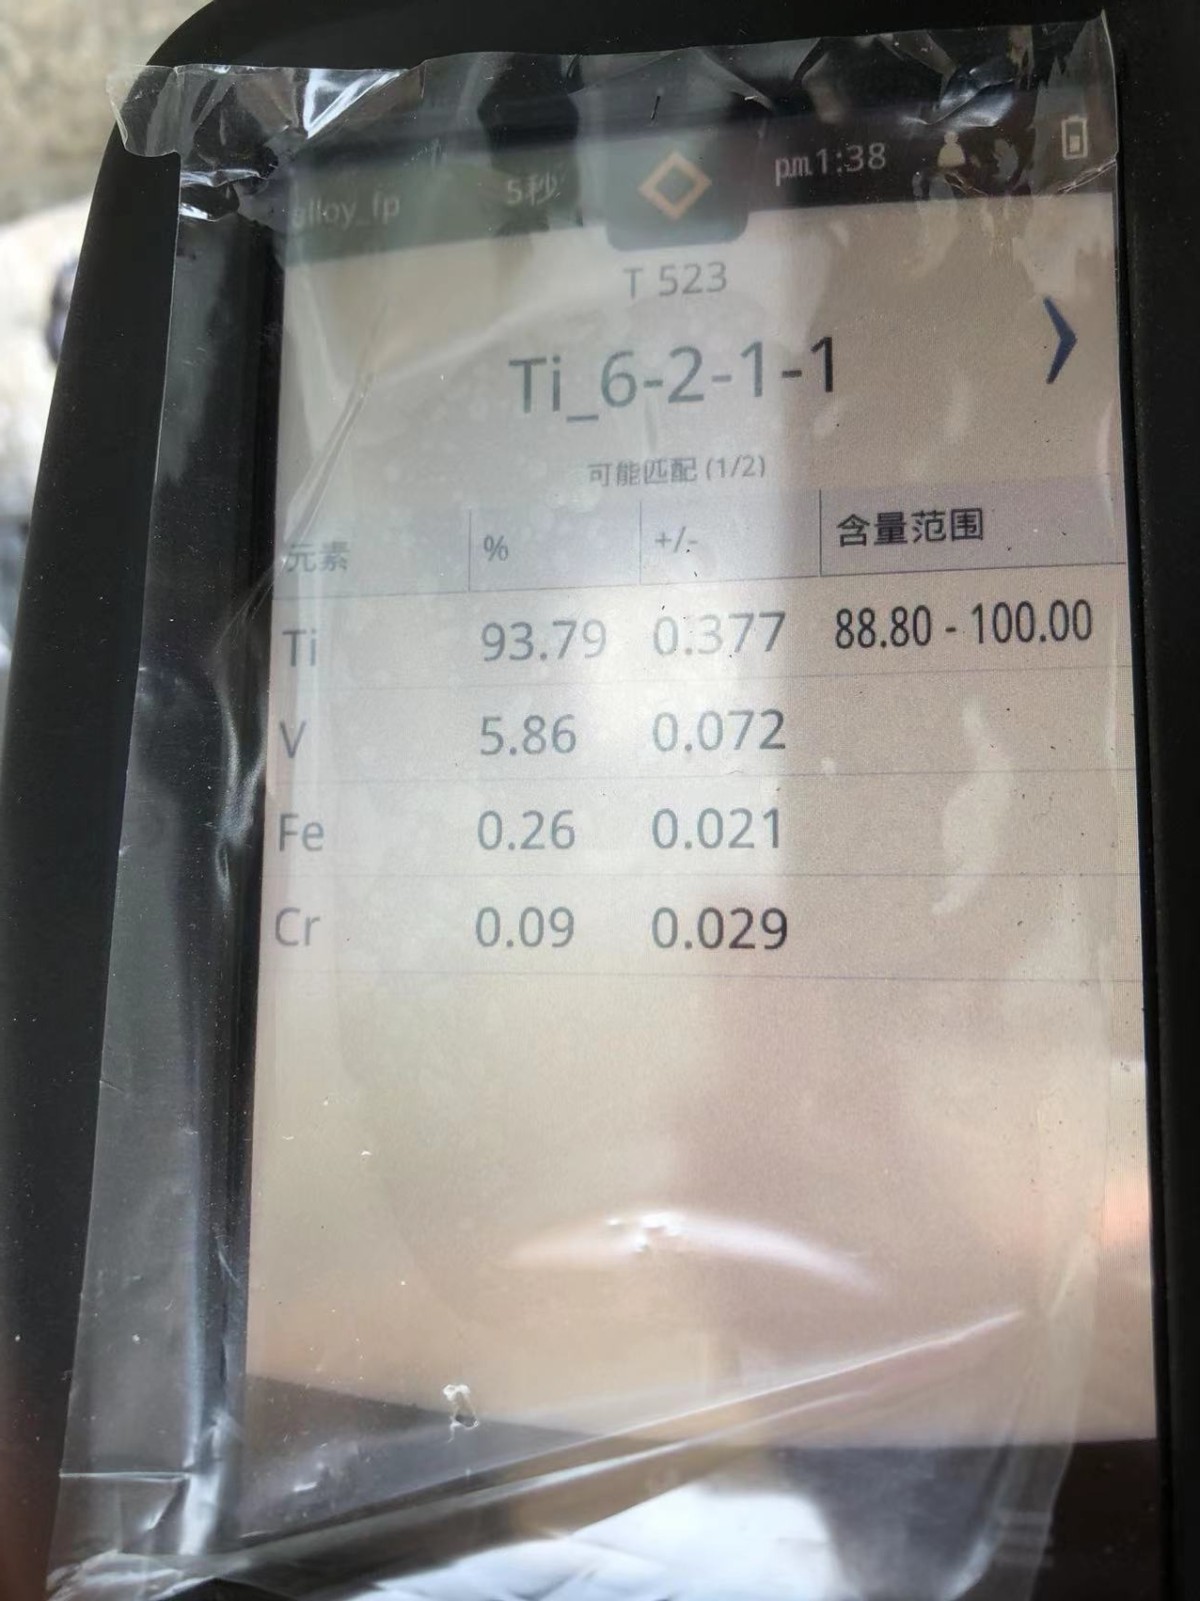 alloy_fp 5秒 pm1:38
T 523
Ti_6-2-1-1
可能匹配 (1/2)
元素 % +/- 含量范围
Ti 93.79 0.377 88.80 - 100.00
V 5.86 0.072
Fe 0.26 0.021
Cr 0.09 0.029